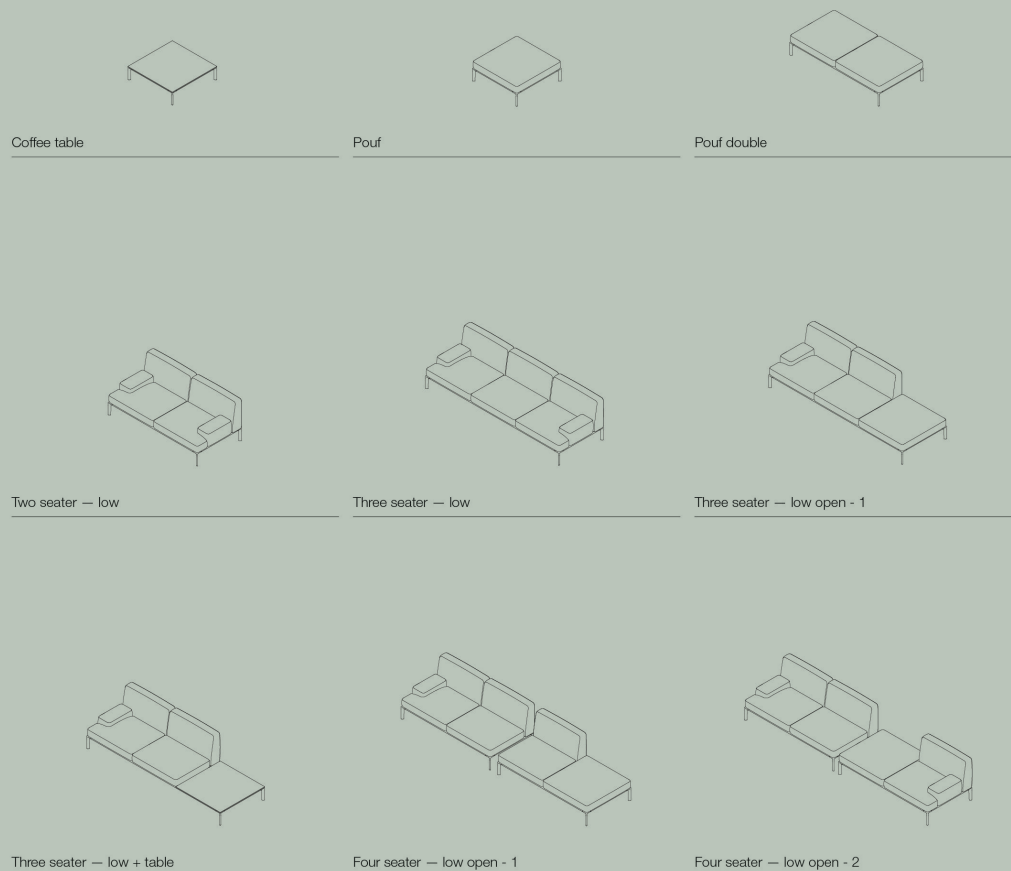 Coffee table
Pouf
Pouf double
Two seater — low
Three seater — low
Three seater — low open - 1
Three seater — low + table
Four seater — low open - 1
Four seater — low open - 2